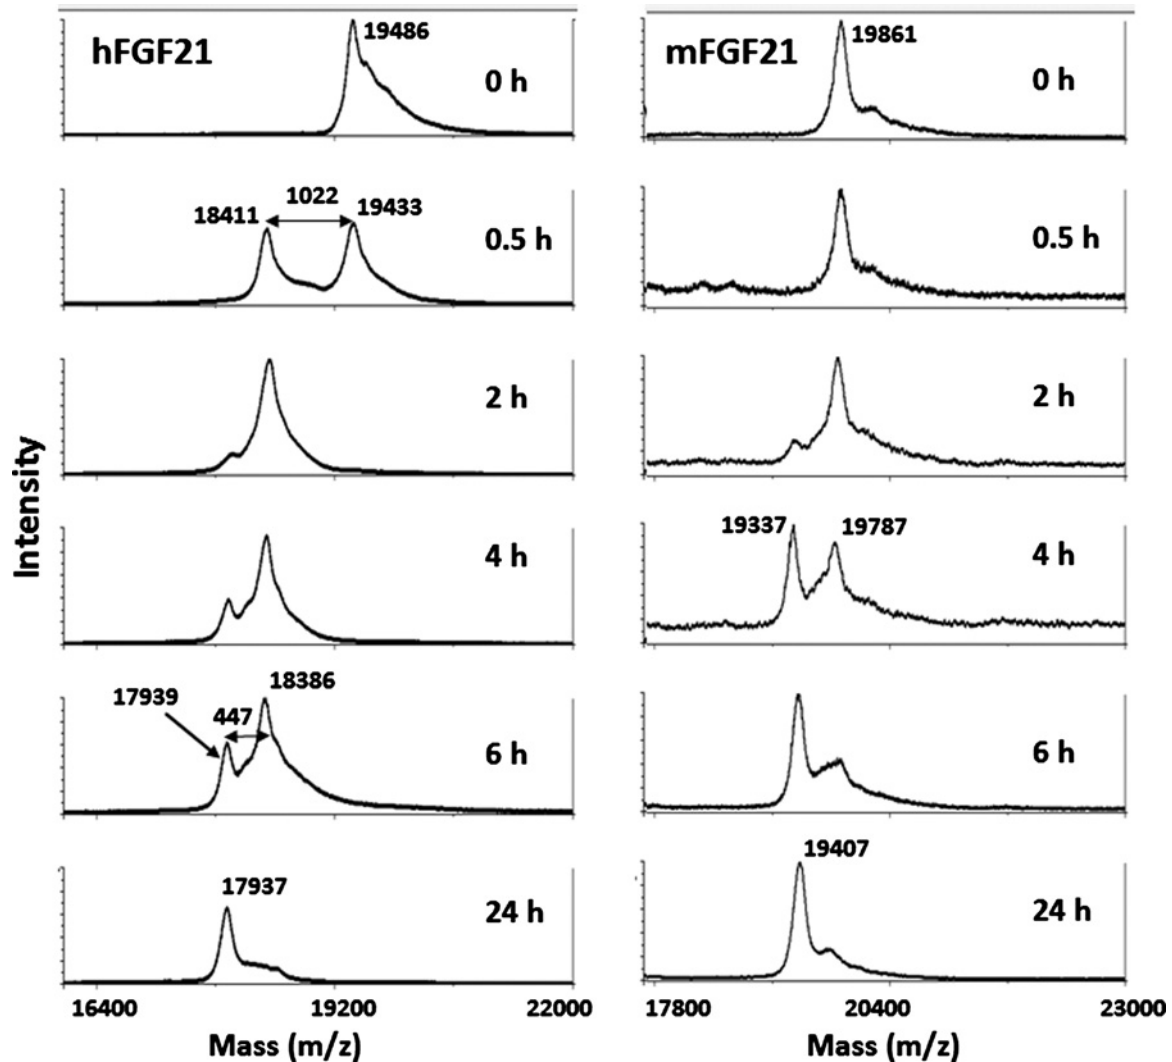 hFGF21
19486
0 h
mFGF21
19861
0 h
18411
1022
19433
0.5 h
0.5 h
2 h
2 h
4 h
19337
19787
4 h
17939
447
18386
6 h
6 h
17937
24 h
19407
24 h
Intensity
16400
19200
22000
17800
20400
23000
Mass (m/z)
Mass (m/z)